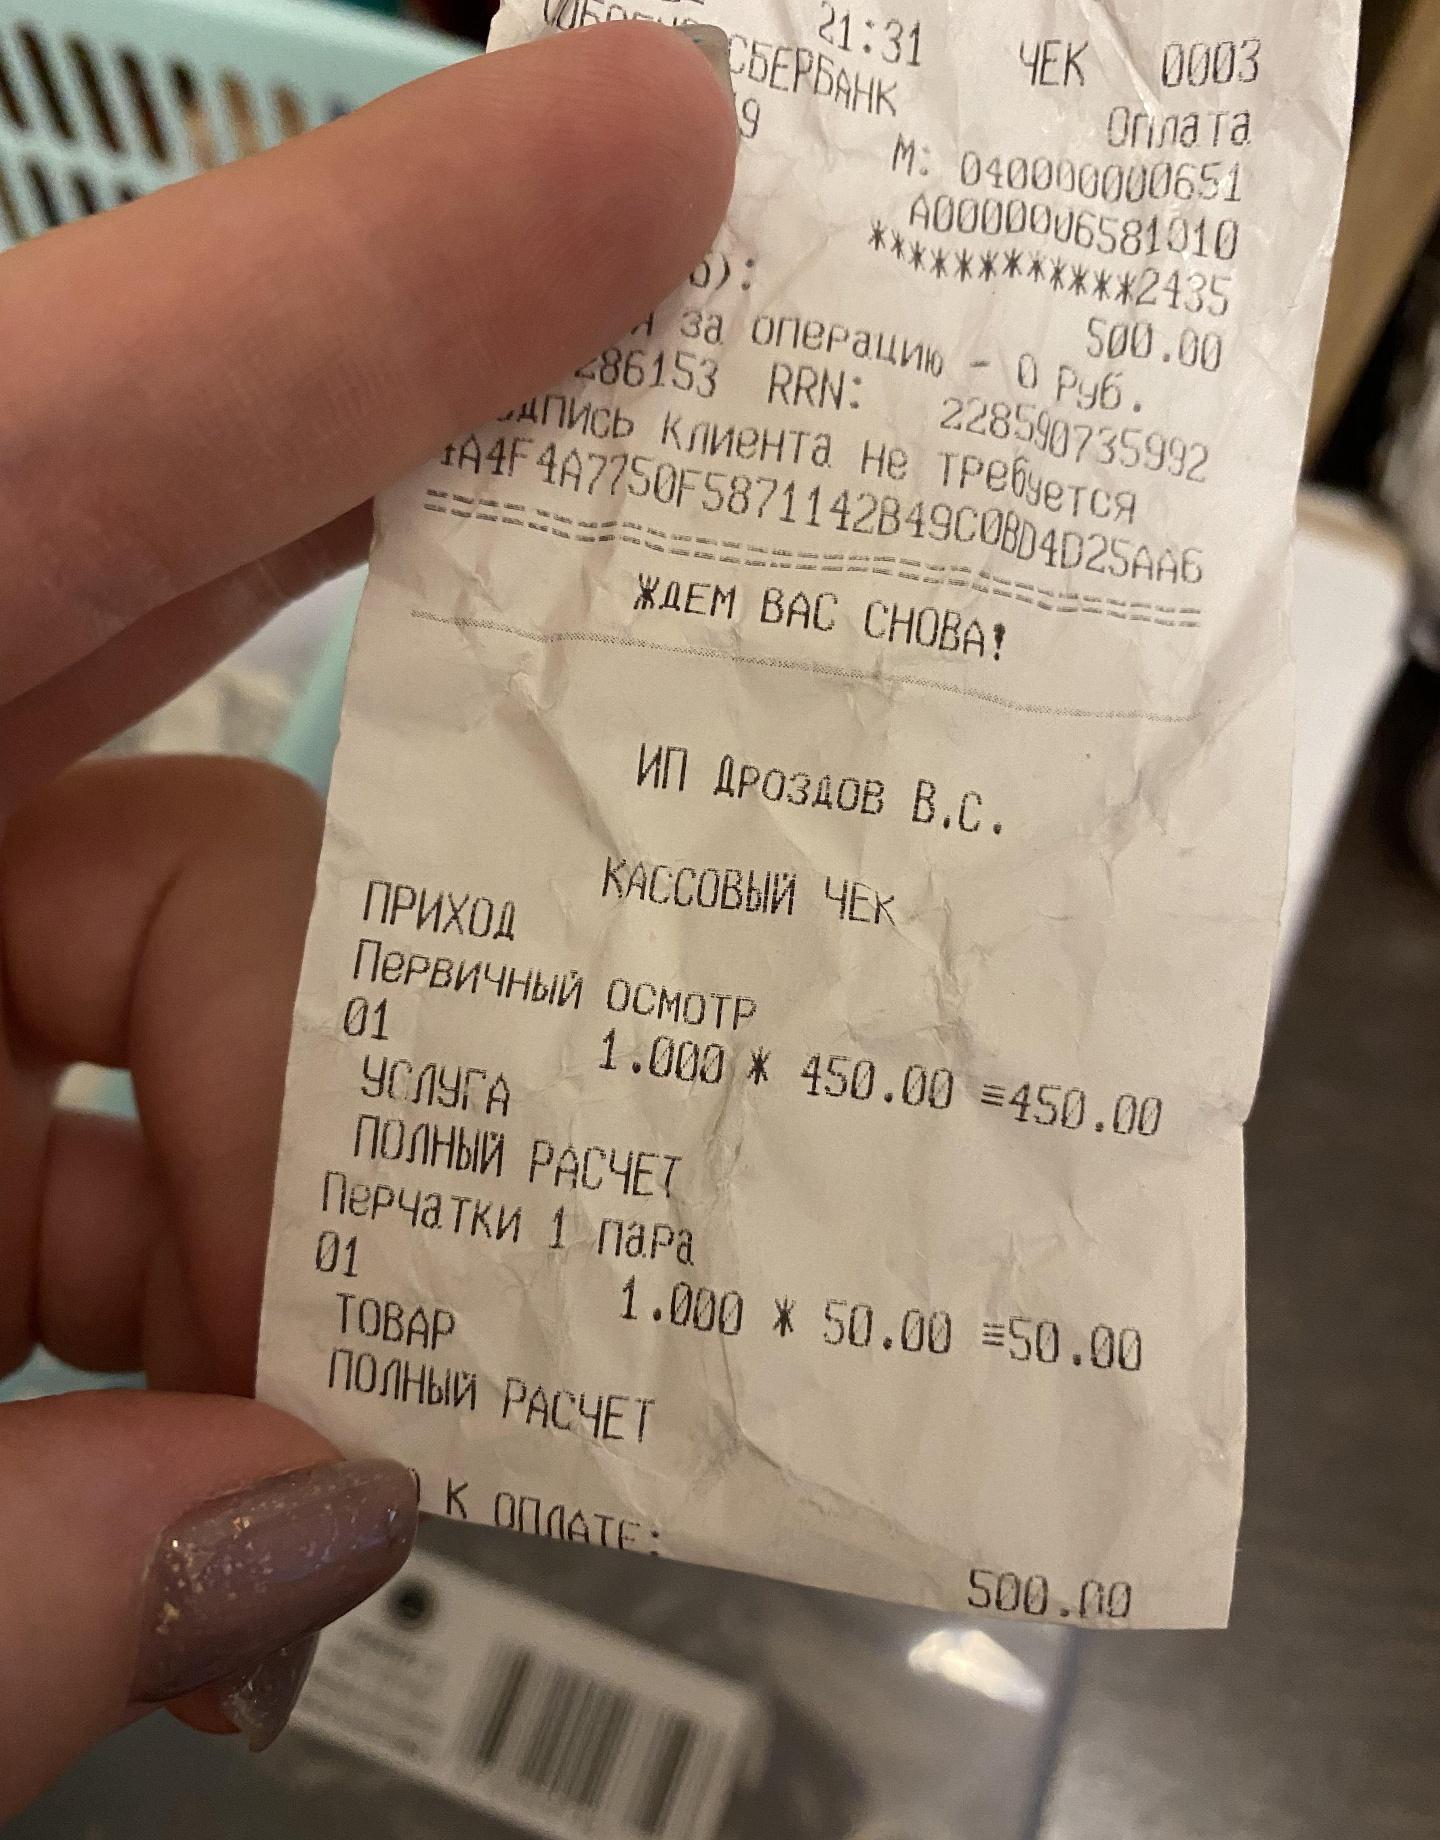 21:31 ЧЕК 0003
СБЕРБАНК Оплата
М: 040000000651
A0000006581010
************2435
б): 500.00
за операцию - 0 Руб.
286153 RRN: 228590735992
одпись клиента не требуется
4A4F4A7750F5871142B49C0BD4D25AA6
================================
ЖДЕМ ВАС СНОВА!
ИП ДРОЗДОВ В.С.
КАССОВЫЙ ЧЕК
ПРИХОД
Первичный осмотр
01 1.000 * 450.00 ≡450.00
УСЛУГА
ПОЛНЫЙ РАСЧЕТ
Перчатки 1 пара
01 1.000 * 50.00 ≡50.00
ТОВАР
ПОЛНЫЙ РАСЧЕТ
К ОПЛАТЕ: 500.00